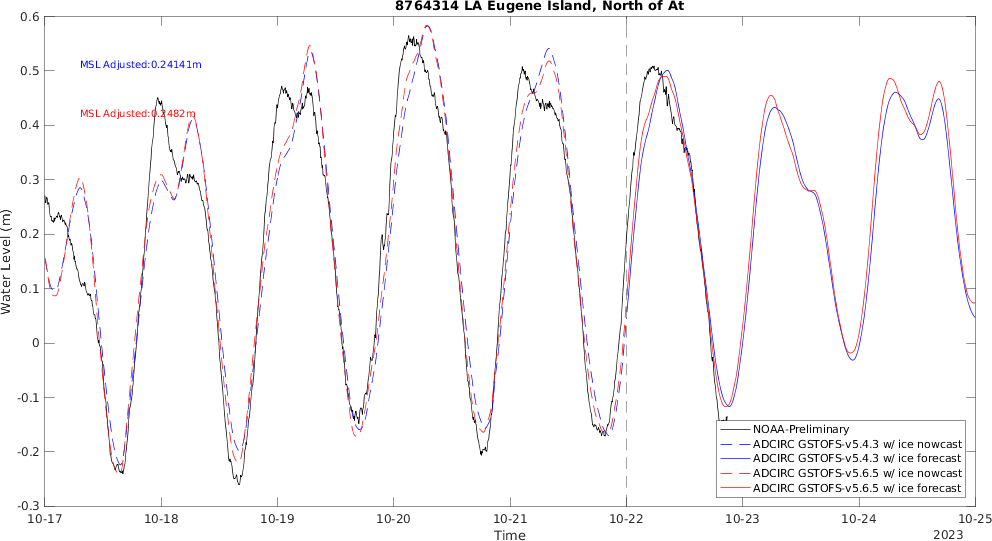 8764314 LA Eugene Island, North of At
0.6
0.5
0.4
0.3
0.2
0.1
0
-0.1
-0.2
-0.3
Water Level (m)
MSL Adjusted:0.24141m
MSL Adjusted:0.2482m
NOAA-Preliminary
ADCIRC GSTOFS-v5.4.3 w/ ice nowcast
ADCIRC GSTOFS-v5.4.3 w/ ice forecast
ADCIRC GSTOFS-v5.6.5 w/ ice nowcast
ADCIRC GSTOFS-v5.6.5 w/ ice forecast
10-17 10-18 10-19 10-20 10-21 10-22 10-23 10-24 10-25
Time
2023